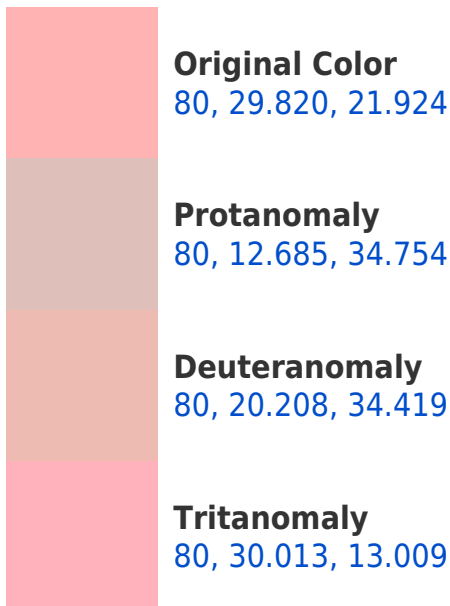 Original Color
80, 29.820, 21.924
Protanomaly
80, 12.685, 34.754
Deuteranomaly
80, 20.208, 34.419
Tritanomaly
80, 30.013, 13.009